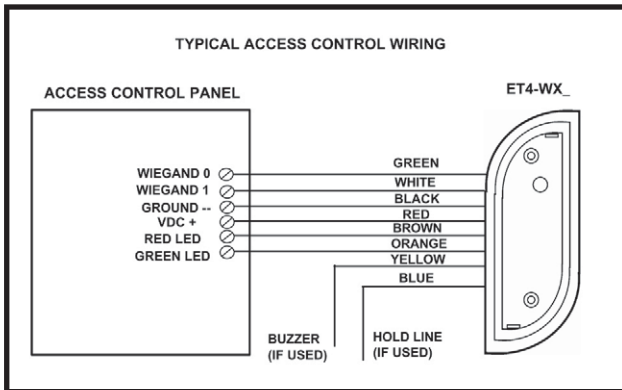 TYPICAL ACCESS CONTROL WIRING
ACCESS CONTROL PANEL
ET4-WX_
WIEGAND 0
WIEGAND 1
GROUND --
VDC +
RED LED
GREEN LED
GREEN
WHITE
BLACK
RED
BROWN
ORANGE
YELLOW
BLUE
BUZZER
(IF USED)
HOLD LINE
(IF USED)